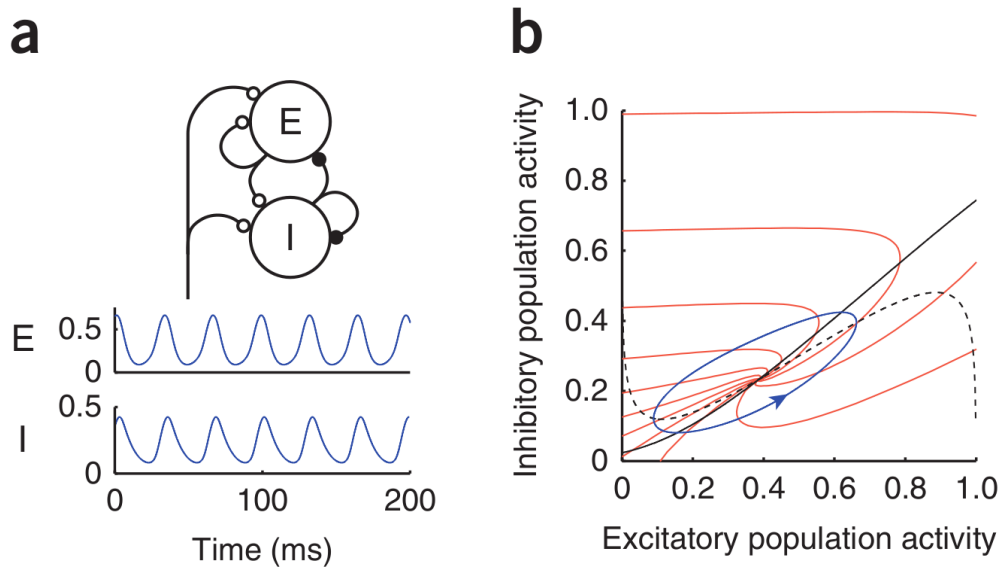 a
E
I
E
0.5
0
I
0.5
0
0
100
200
Time (ms)
b
Inhibitory population activity
1.0
0.8
0.6
0.4
0.2
0
0
0.2
0.4
0.6
0.8
1.0
Excitatory population activity